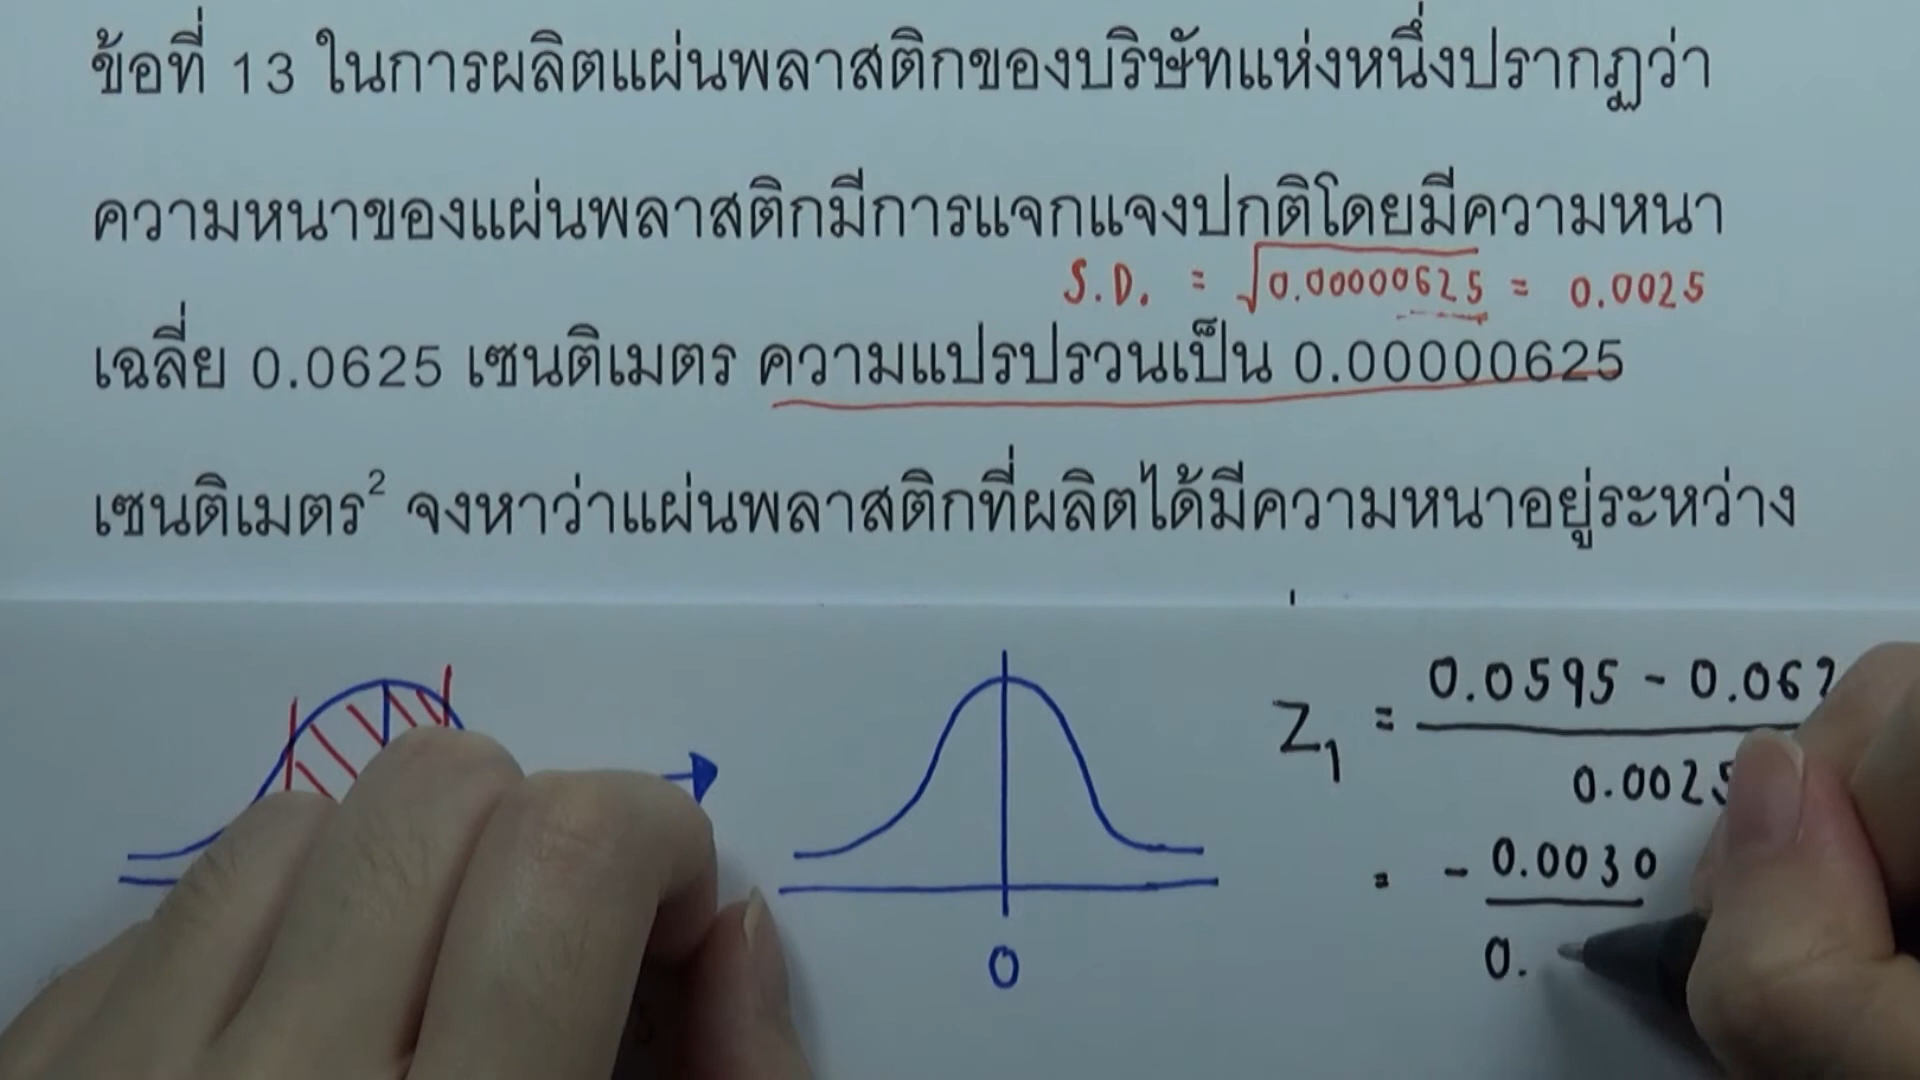 ข้อที่ 13 ในการผลิตแผ่นพลาสติกของบริษัทแห่งหนึ่งปรากฏว่า
ความหนาของแผ่นพลาสติกมีการแจกแจงปกติโดยมีความหนา
S.D. = √0.00000625 = 0.0025
เฉลี่ย 0.0625 เซนติเมตร ความแปรปรวนเป็น 0.00000625
เซนติเมตร² จงหาว่าแผ่นพลาสติกที่ผลิตได้มีความหนาอยู่ระหว่าง
0.0595 - 0.062
Z₁ =
0.0025
= - 0.0030
0.
0